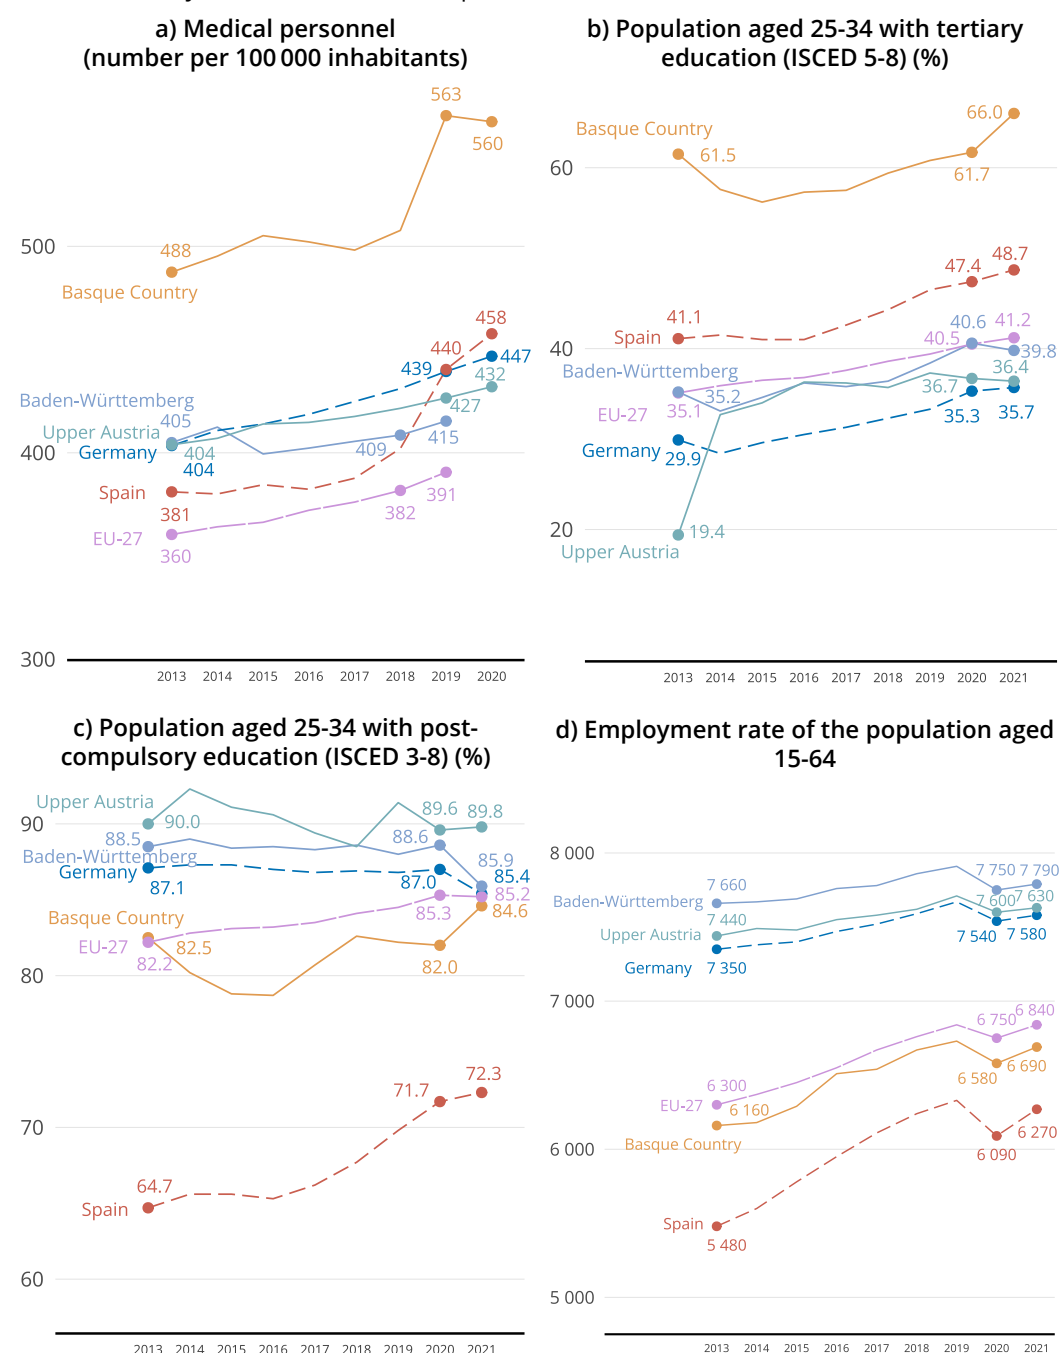 a) Medical personnel
(number per 100 000 inhabitants)
563
560
500
488
Basque Country
458
440
447
439
432
Baden-Württemberg
427
405
Upper Austria
415
404
Germany
409
400
404
Spain
391
381
382
EU-27
360
300
2013 2014 2015 2016 2017 2018 2019 2020
b) Population aged 25-34 with tertiary
education (ISCED 5-8) (%)
66.0
Basque Country
61.5
60
61.7
48.7
47.4
41.1
40.6
41.2
Spain
40.5
40
39.8
Baden-Württemberg
36.4
36.7
35.2
EU-27
35.1
35.3
35.7
Germany
29.9
20
19.4
Upper Austria
2013 2014 2015 2016 2017 2018 2019 2020 2021
c) Population aged 25-34 with post-
compulsory education (ISCED 3-8) (%)
Upper Austria
89.6 89.8
90
90.0
88.5
88.6
Baden-Württemberg
85.9
Germany
85.4
87.1
87.0
85.2
Basque Country
85.3
84.6
EU-27
82.5
82.2
82.0
80
72.3
71.7
70
64.7
Spain
60
2013 2014 2015 2016 2017 2018 2019 2020 2021
d) Employment rate of the population aged
15-64
8 000
7 750 7 790
7 660
Baden-Württemberg
7 600 7 630
7 440
Upper Austria
7 540 7 580
Germany 7 350
7 000
6 840
6 750
6 300
6 690
EU-27
6 580
6 160
Basque Country
6 270
6 000
6 090
Spain
5 480
5 000
2013 2014 2015 2016 2017 2018 2019 2020 2021